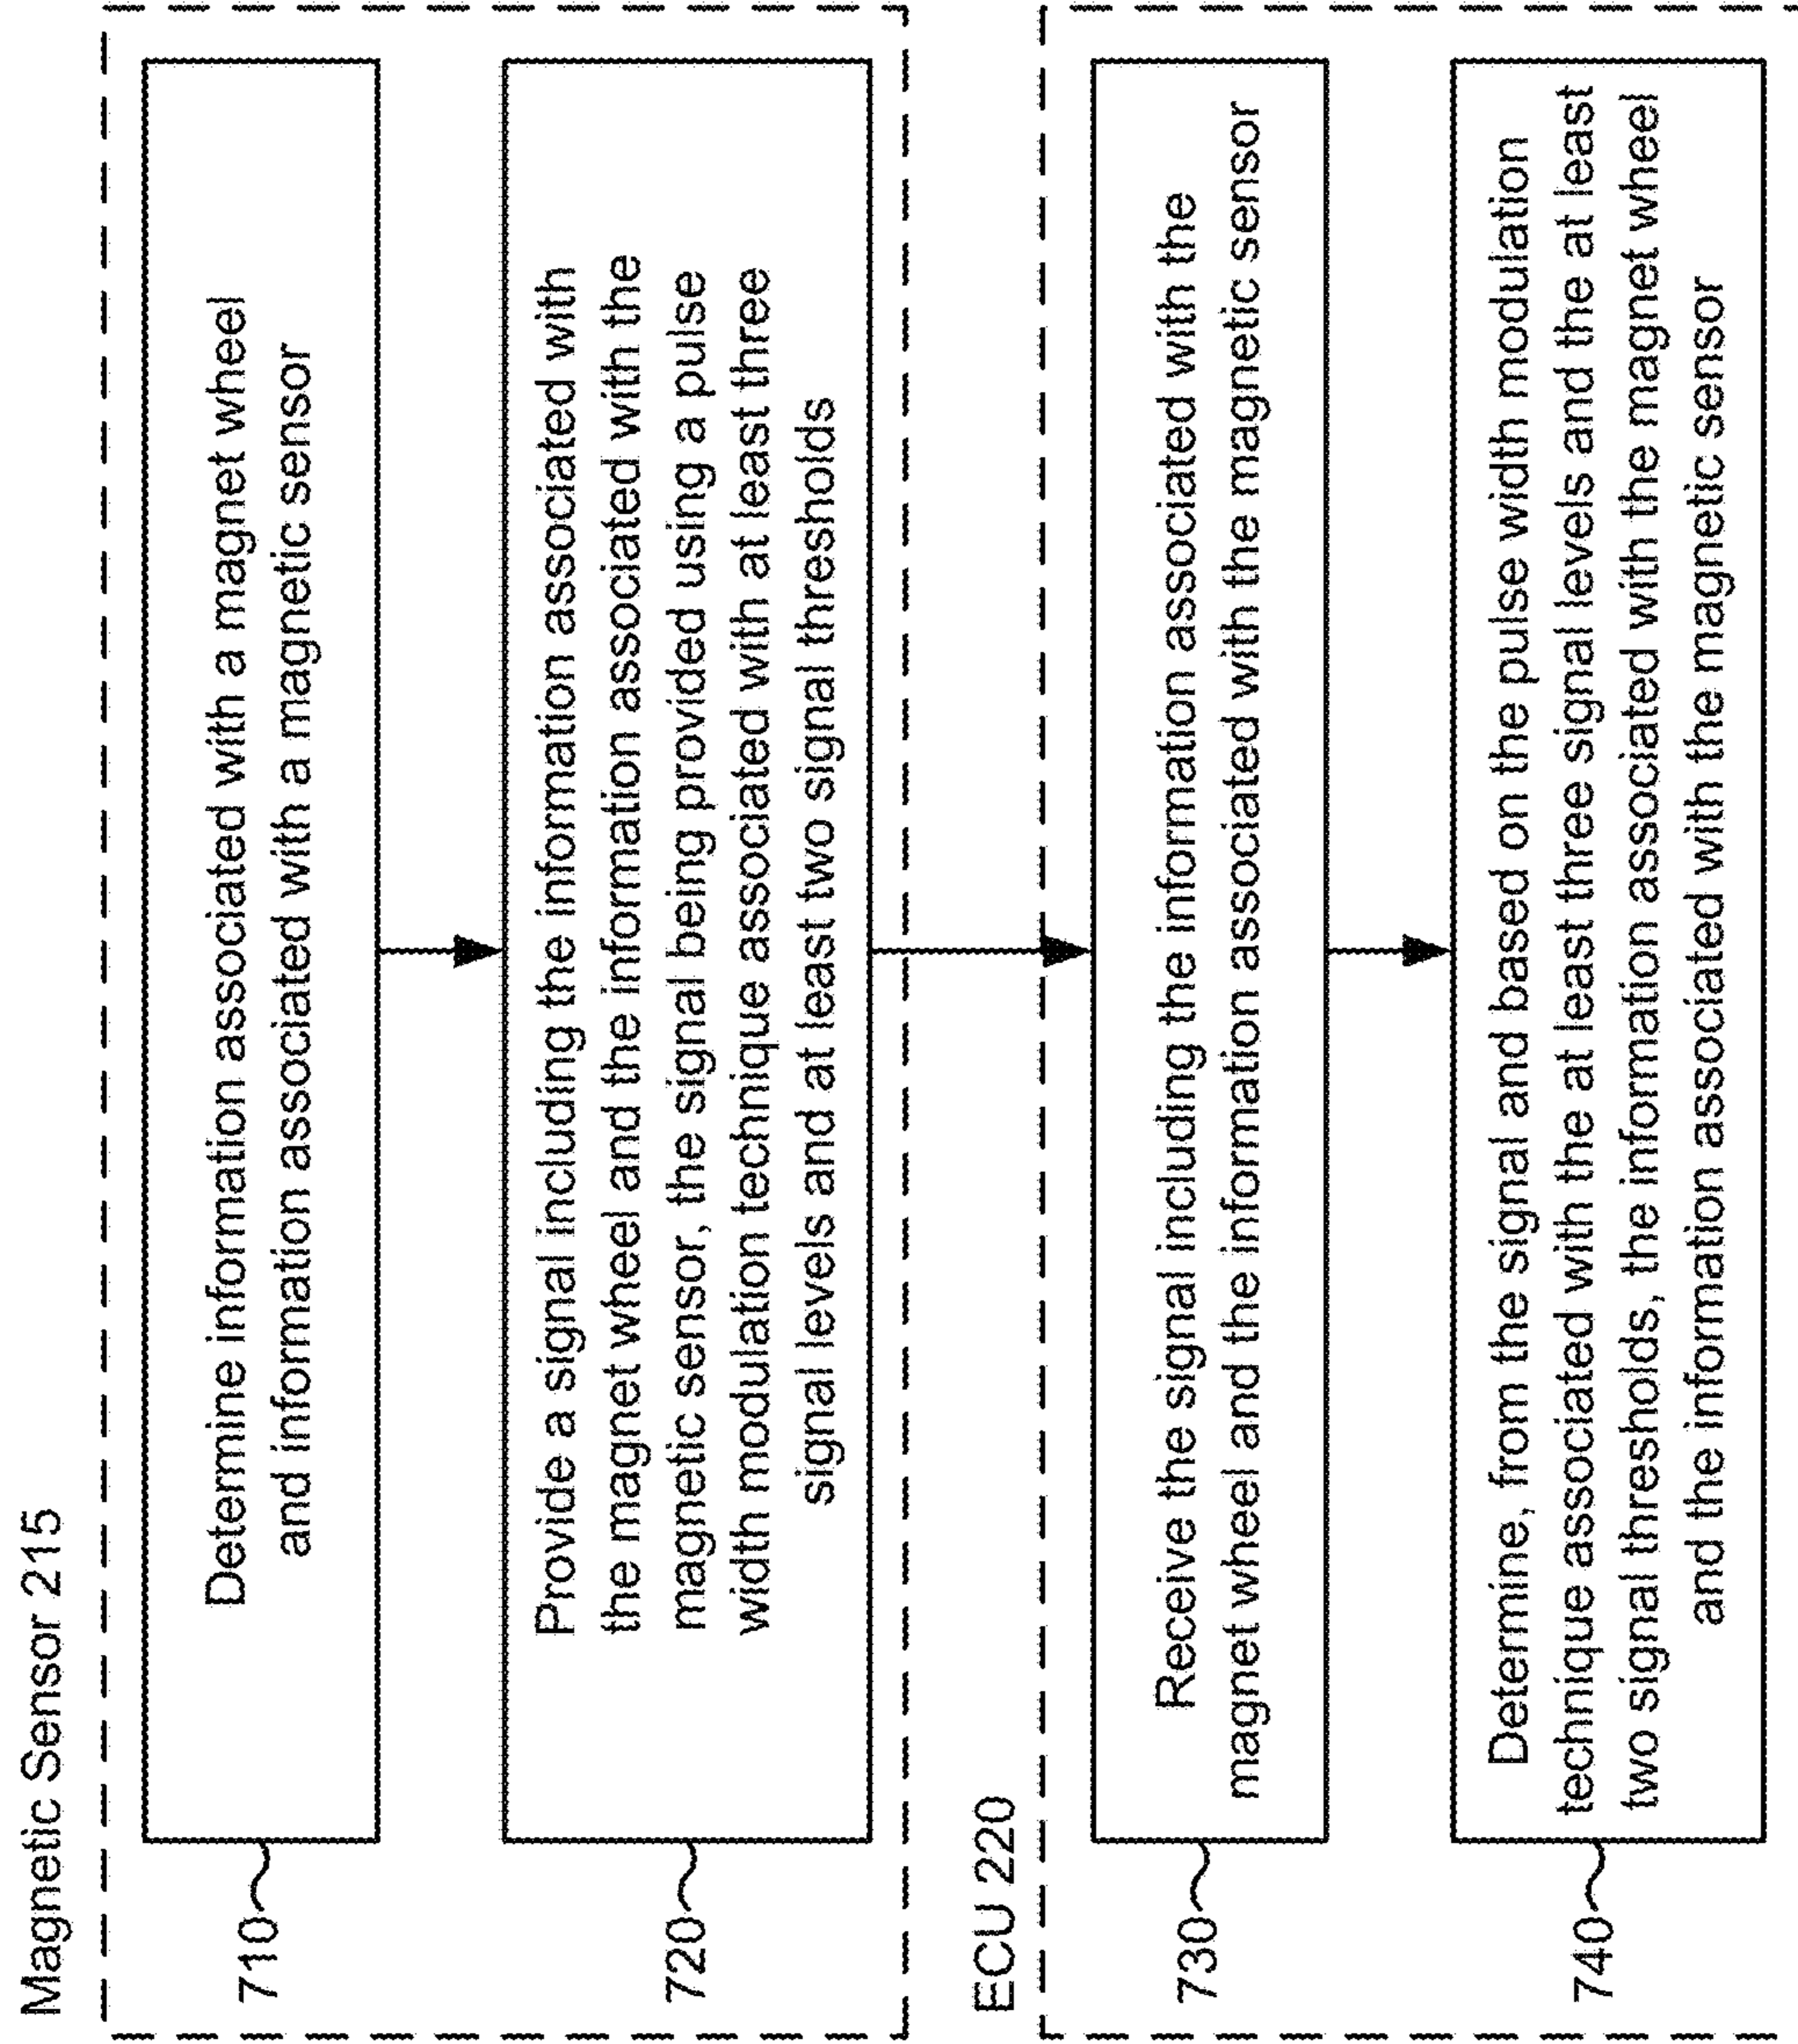 Magnetic Sensor 215
710
Determine information associated with a magnet wheel
and information associated with a magnetic sensor
720
Provide a signal including the information associated with
the magnet wheel and the information associated with the
magnetic sensor, the signal being provided using a pulse
width modulation technique associated with at least three
signal levels and at least two signal thresholds
ECU 220
730
Receive the signal including the information associated with the
magnet wheel and the information associated with the magnetic sensor
740
Determine, from the signal and based on the pulse width modulation
technique associated with the at least three signal levels and the at least
two signal thresholds, the information associated with the magnet wheel
and the information associated with the magnetic sensor